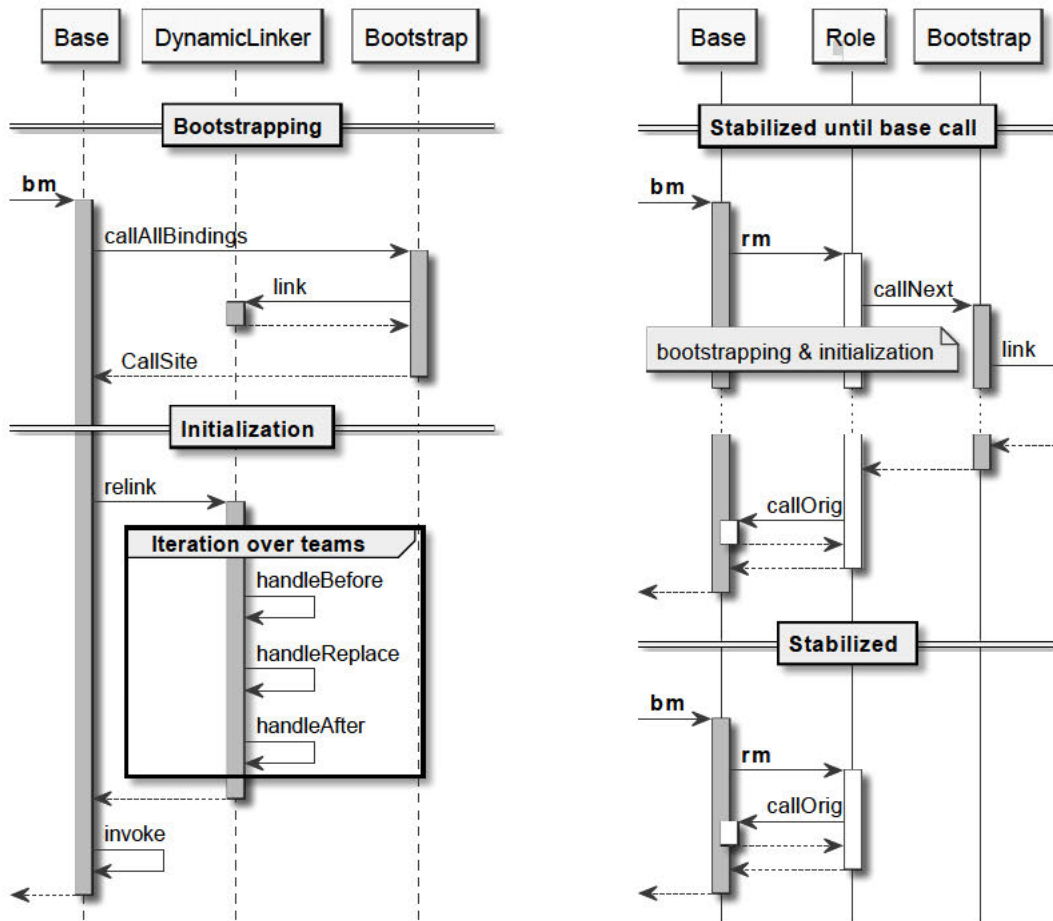 Base
DynamicLinker
Bootstrap
Bootstrapping
bm
callAllBindings
link
CallSite
Initialization
relink
Iteration over teams
handleBefore
handleReplace
handleAfter
invoke
Base
Role
Bootstrap
Stabilized until base call
bm
rm
callNext
bootstrapping & initialization
link
callOrig
Stabilized
bm
rm
callOrig